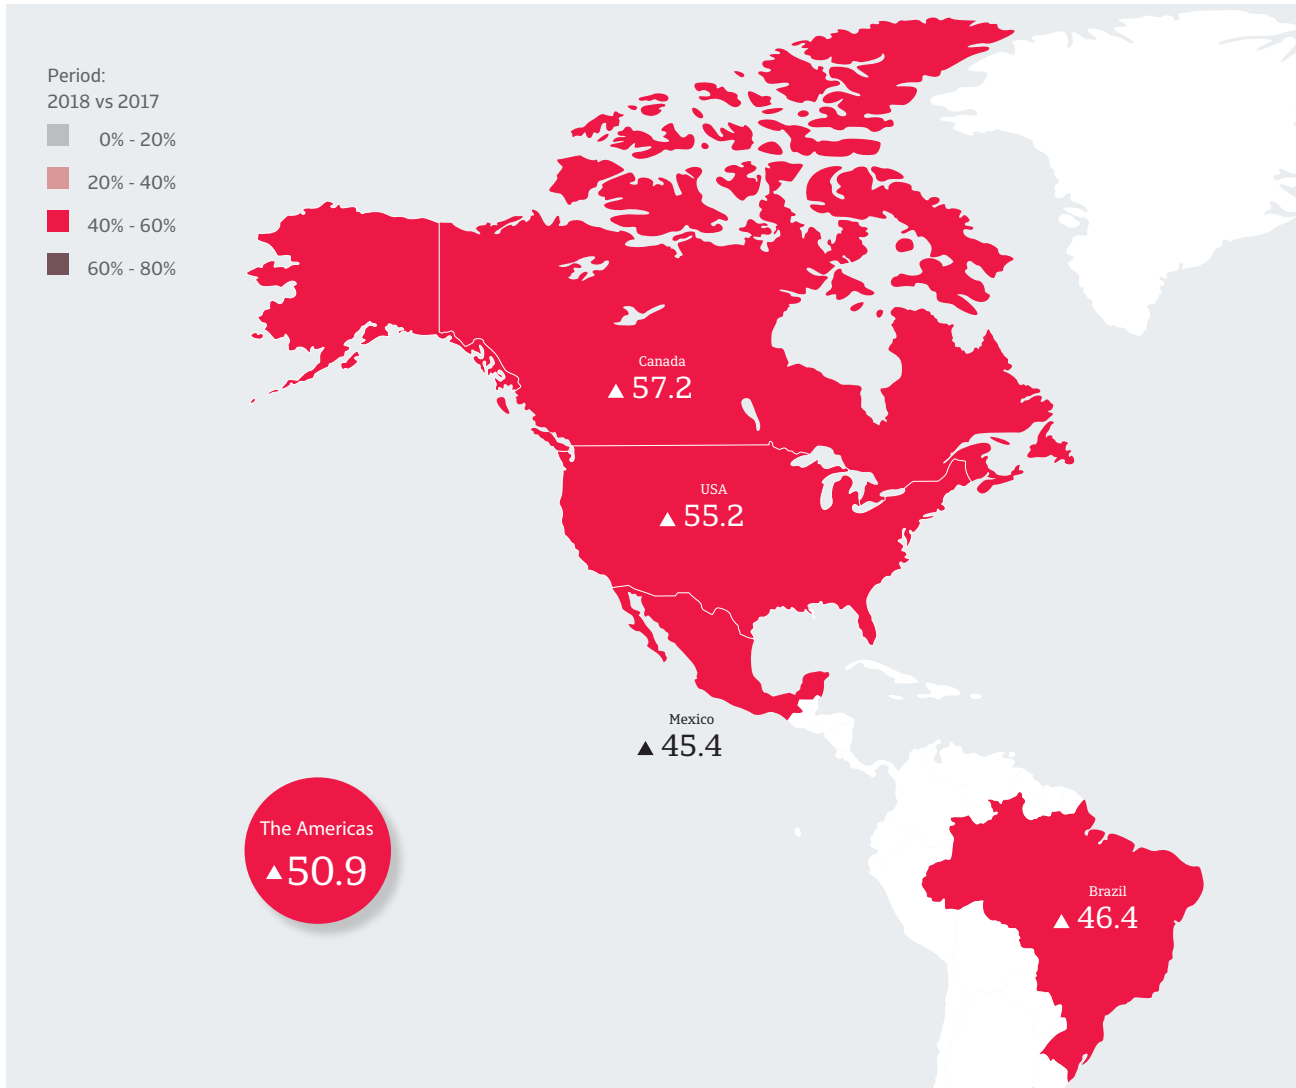 Period:
2018 vs 2017
0% - 20%
20% - 40%
40% - 60%
60% - 80%
Canada
▲ 57.2
USA
▲ 55.2
Mexico
▲ 45.4
The Americas
▲ 50.9
Brazil
▲ 46.4